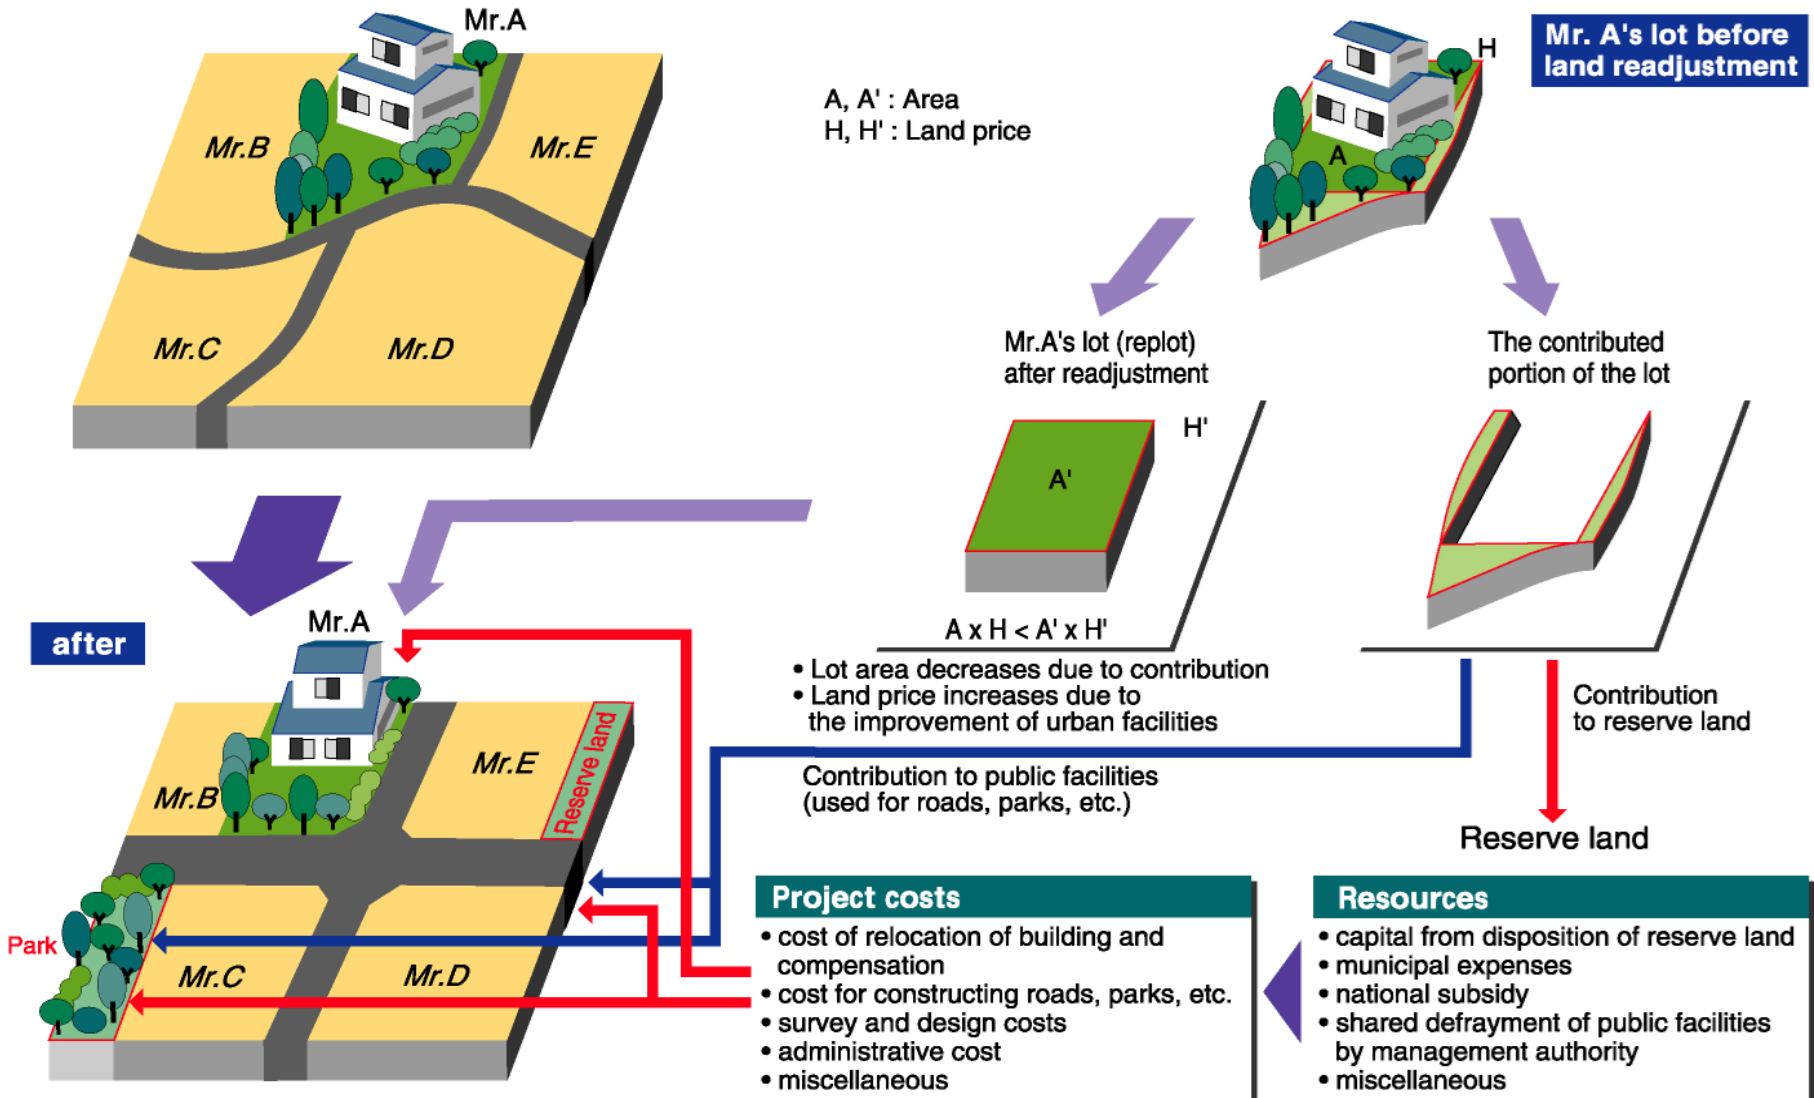 Mr.A
Mr.B
Mr.E
Mr.C
Mr.D
A, A' : Area
H, H' : Land price
H
A
Mr. A's lot before
land readjustment
Mr.A's lot (replot)
after readjustment
H'
A'
A x H < A' x H'
• Lot area decreases due to contribution
• Land price increases due to
the improvement of urban facilities
The contributed
portion of the lot
Contribution
to reserve land
Contribution to public facilities
(used for roads, parks, etc.)
Reserve land
after
Mr.A
Mr.B
Mr.E
Reserve land
Park
Mr.C
Mr.D
Project costs
• cost of relocation of building and
compensation
• cost for constructing roads, parks, etc.
• survey and design costs
• administrative cost
• miscellaneous
Resources
• capital from disposition of reserve land
• municipal expenses
• national subsidy
• shared defrayment of public facilities
by management authority
• miscellaneous